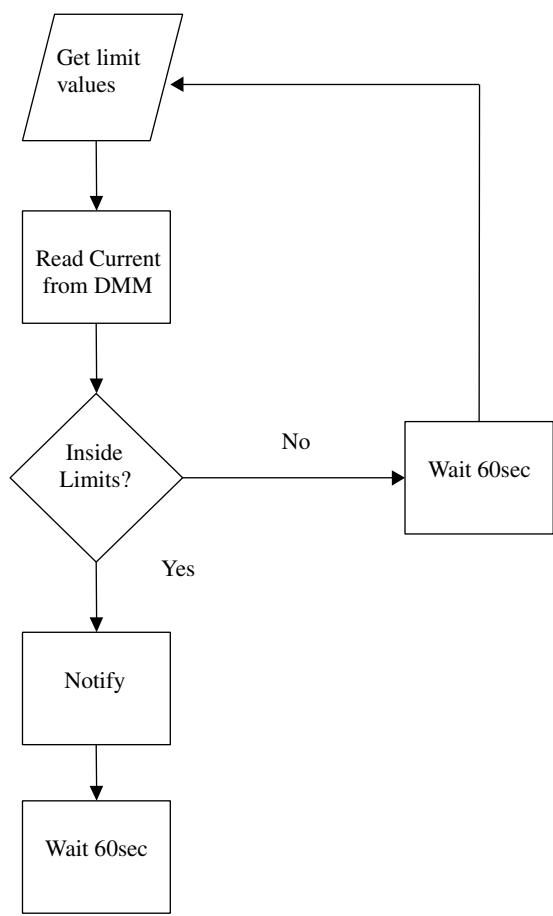 Get limit
values
Read Current
from DMM
Inside
Limits?
No
Wait 60sec
Yes
Notify
Wait 60sec